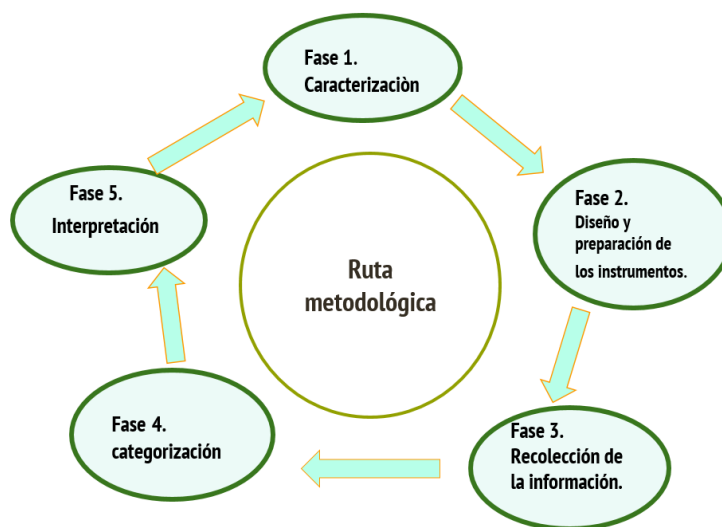 Fase 1.
Caracterizaciòn
Fase 2.
Diseño y
preparación de
los instrumentos.
Fase 3.
Recolección de
la información.
Fase 4.
categorización
Fase 5.
Interpretación
Ruta
metodológica